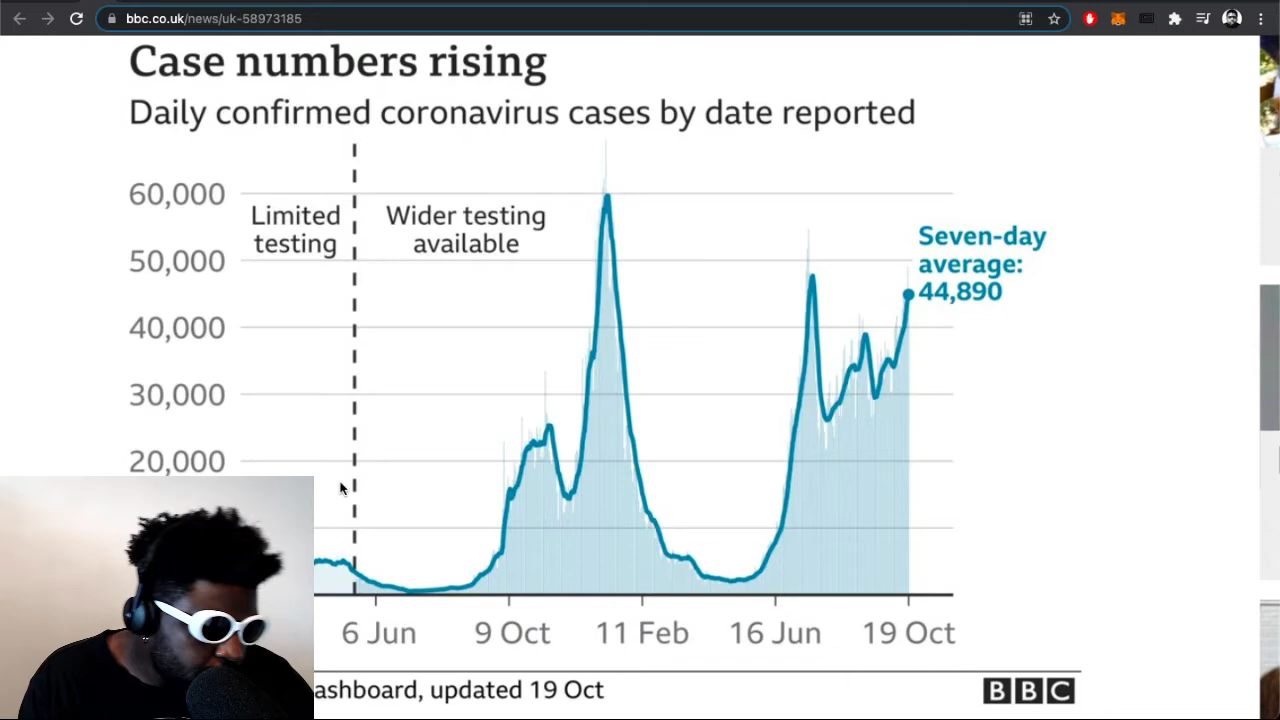 bbc.co.uk/news/uk-58973185
Case numbers rising
Daily confirmed coronavirus cases by date reported
60,000
50,000
40,000
30,000
20,000
Limited
testing
Wider testing
available
Seven-day
average:
44,890
6 Jun
9 Oct
11 Feb
16 Jun
19 Oct
ashboard, updated 19 Oct
BBC